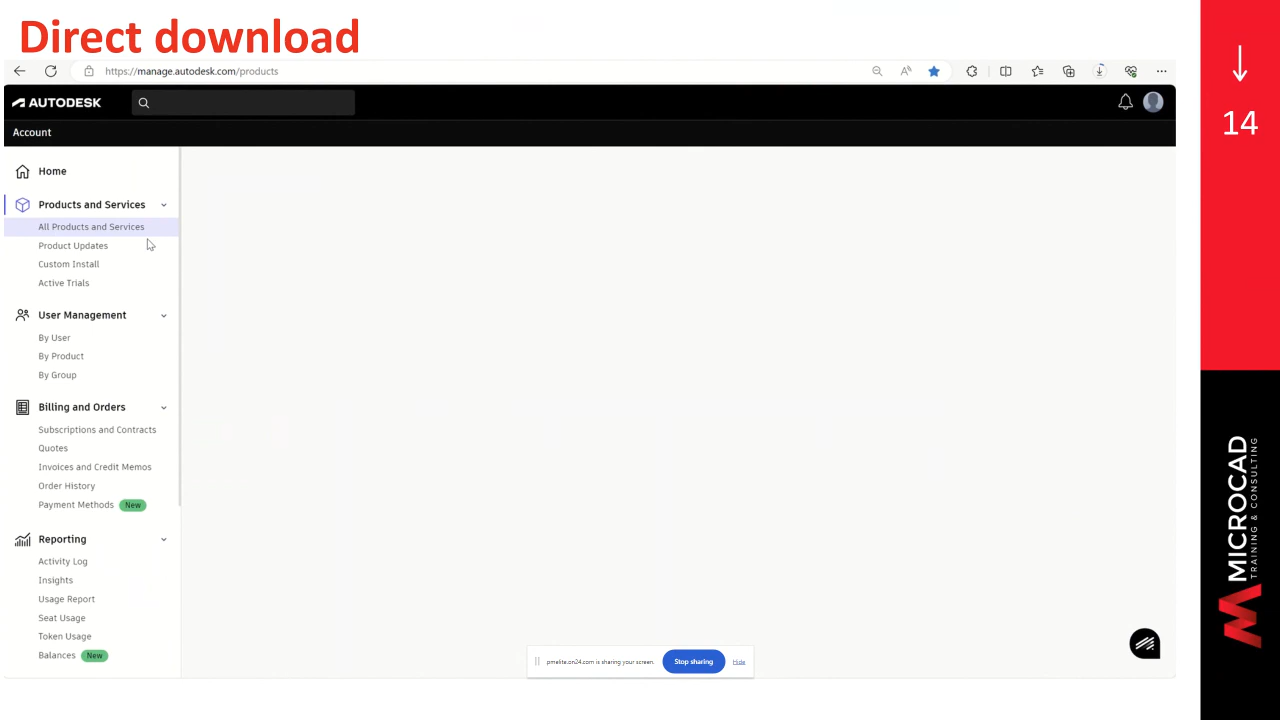 Direct download
https://manage.autodesk.com/products
AUTODESK
Account
Home
Products and Services
All Products and Services
Product Updates
Custom Install
Active Trials
User Management
By User
By Product
By Group
Billing and Orders
Subscriptions and Contracts
Quotes
Invoices and Credit Memos
Order History
Payment Methods New
Reporting
Activity Log
Insights
Usage Report
Seat Usage
Token Usage
Balances New
pmelite.on24.com is sharing your screen. Stop sharing Hide
14
MICROCAD
TRAINING & CONSULTING